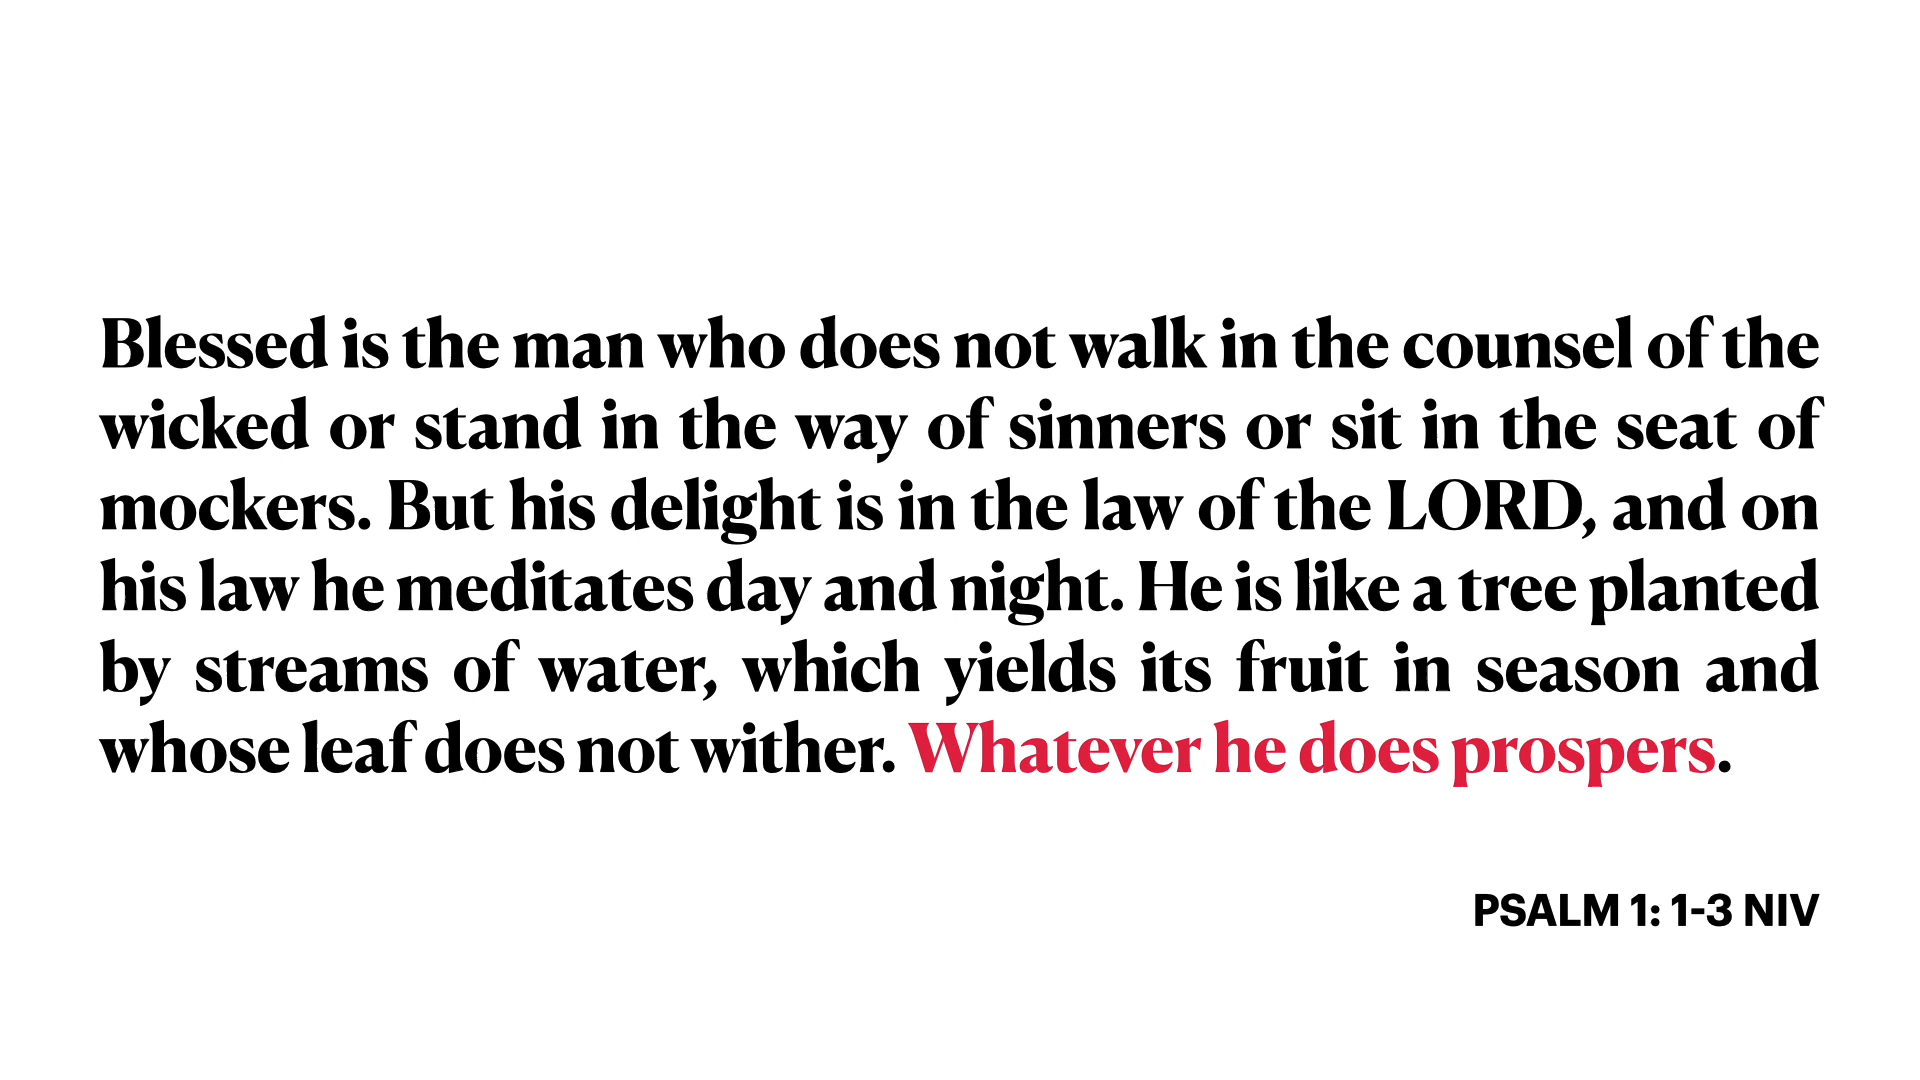 Blessed is the man who does not walk in the counsel of the
wicked or stand in the way of sinners or sit in the seat of
mockers. But his delight is in the law of the LORD, and on
his law he meditates day and night. He is like a tree planted
by streams of water, which yields its fruit in season and
whose leaf does not wither. Whatever he does prospers.
PSALM 1: 1-3 NIV